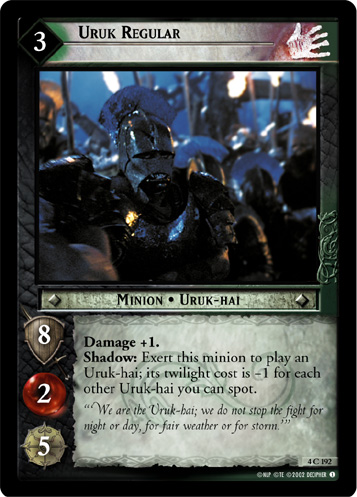 3
Uruk Regular
Minion • Uruk-hai
8
Damage +1.
Shadow: Exert this minion to play an
Uruk-hai; its twilight cost is -1 for each
other Uruk-hai you can spot.
2
“‘We are the Uruk-hai; we do not stop the fight for
night or day, for fair weather or for storm.’”
5
4 C 192
©NLP ©TE ©2002 DECIPHER